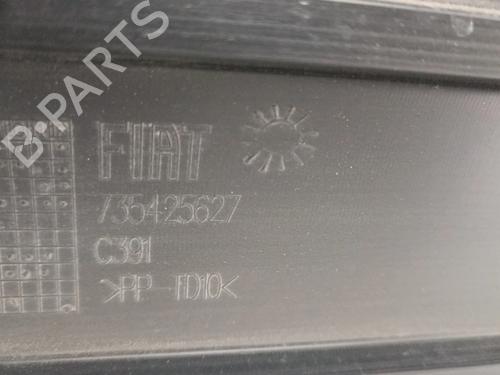 B-PARTS
FIAT
735425627
C391
>PP-TD10<